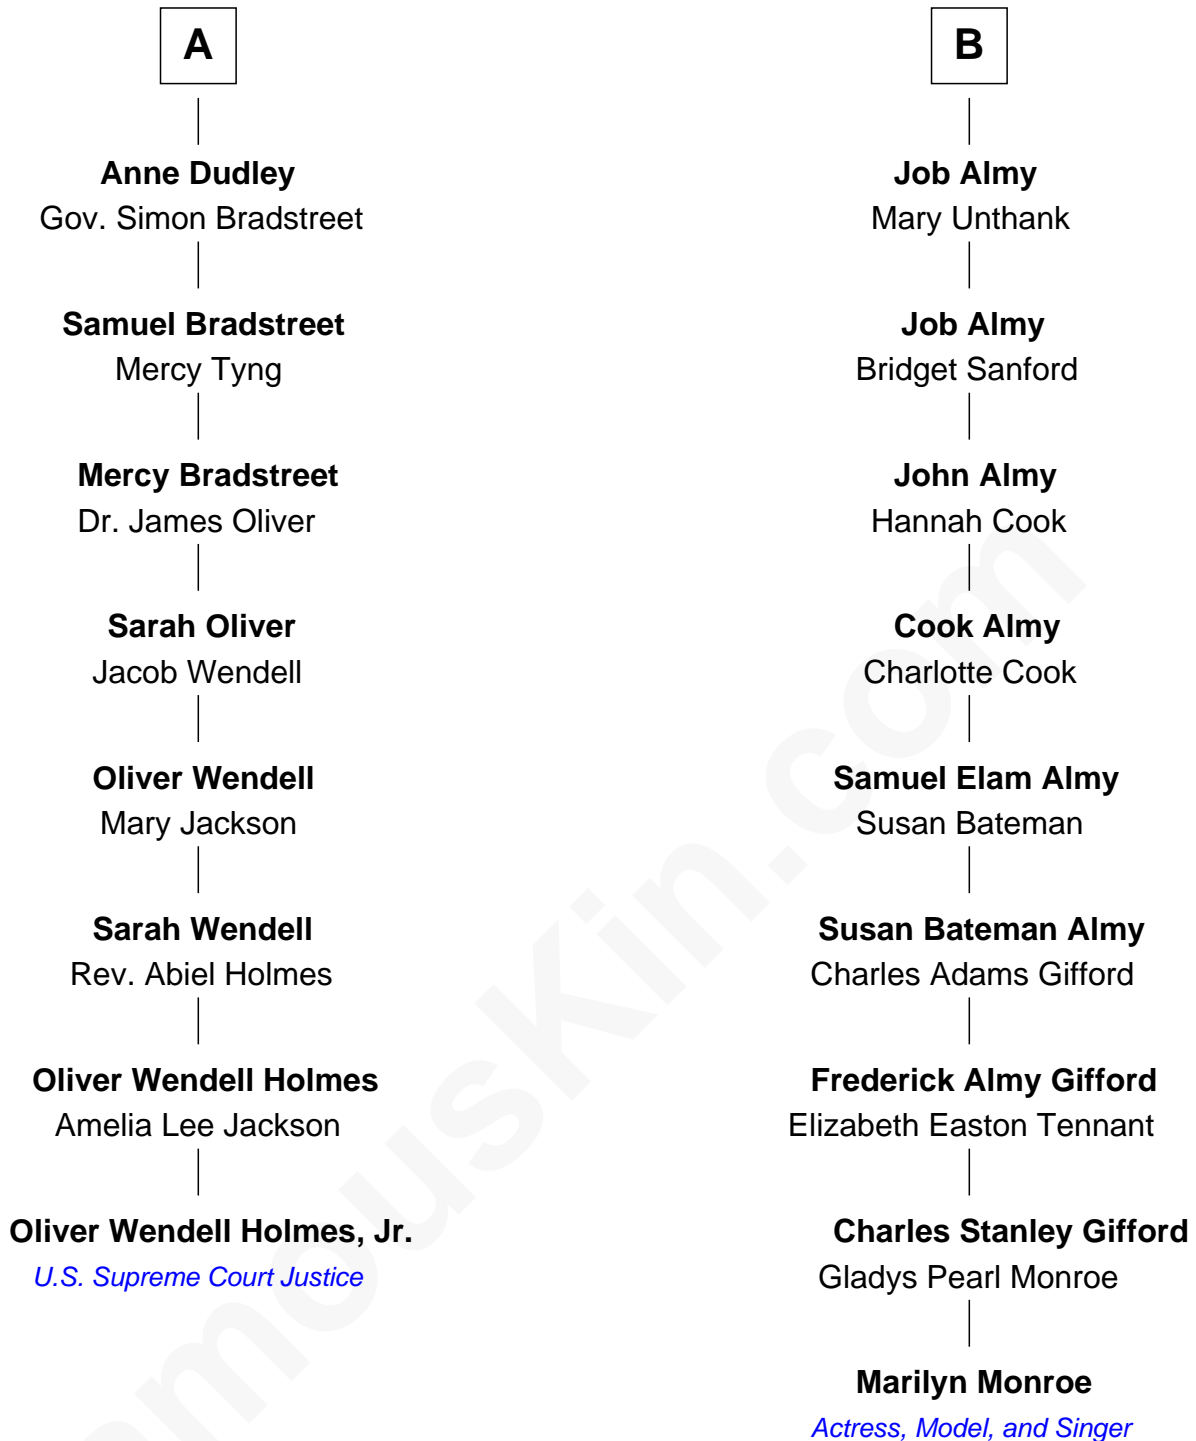 A
Anne Dudley
Gov. Simon Bradstreet
Samuel Bradstreet
Mercy Tyng
Mercy Bradstreet
Dr. James Oliver
Sarah Oliver
Jacob Wendell
Oliver Wendell
Mary Jackson
Sarah Wendell
Rev. Abiel Holmes
Oliver Wendell Holmes
Amelia Lee Jackson
Oliver Wendell Holmes, Jr.
U.S. Supreme Court Justice
B
Job Almy
Mary Unthank
Job Almy
Bridget Sanford
John Almy
Hannah Cook
Cook Almy
Charlotte Cook
Samuel Elam Almy
Susan Bateman
Susan Bateman Almy
Charles Adams Gifford
Frederick Almy Gifford
Elizabeth Easton Tennant
Charles Stanley Gifford
Gladys Pearl Monroe
Marilyn Monroe
Actress, Model, and Singer
amouskin.com